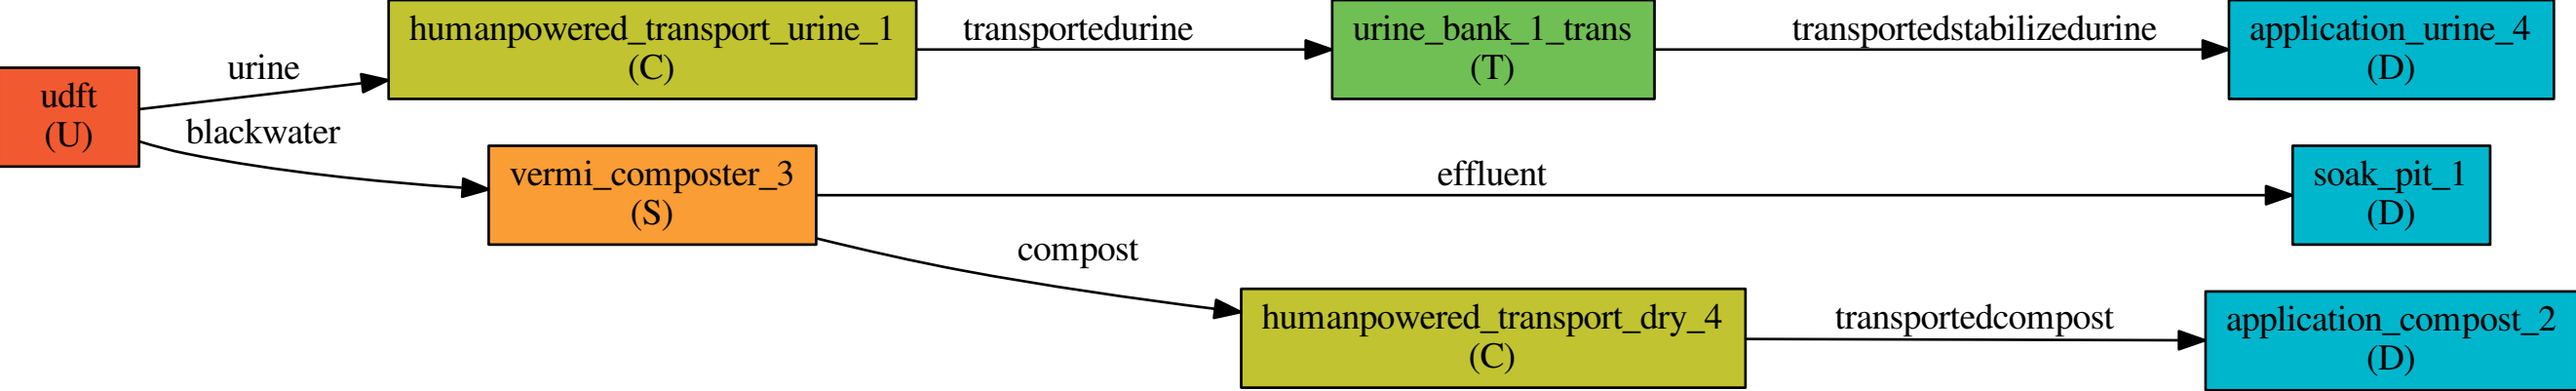 udft
(U)
urine
blackwater
humanpowered_transport_urine_1
(C)
transportedurine
urine_bank_1_trans
(T)
transportedstabilizedurine
application_urine_4
(D)
vermi_composter_3
(S)
effluent
soak_pit_1
(D)
compost
humanpowered_transport_dry_4
(C)
transportedcompost
application_compost_2
(D)